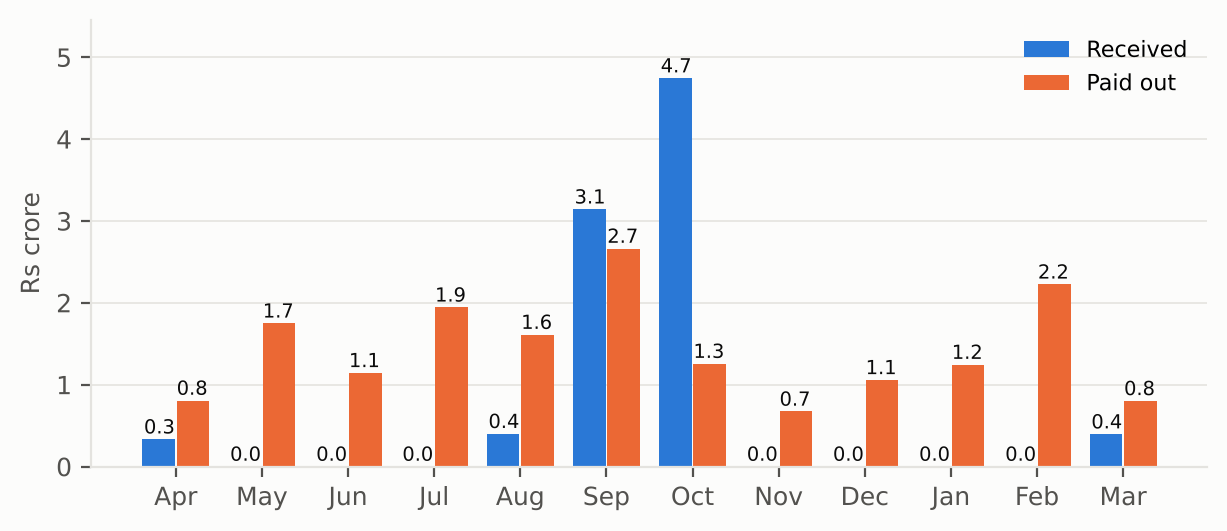 Rs crore
5
4
3
2
1
0
Received
Paid out
0.3 0.8 0.0 1.7 0.0 1.1 0.0 1.9 0.4 1.6 3.1 2.7 4.7 1.3 0.0 0.7 0.0 1.1 0.0 1.2 0.0 2.2 0.4 0.8
Apr May Jun Jul Aug Sep Oct Nov Dec Jan Feb Mar